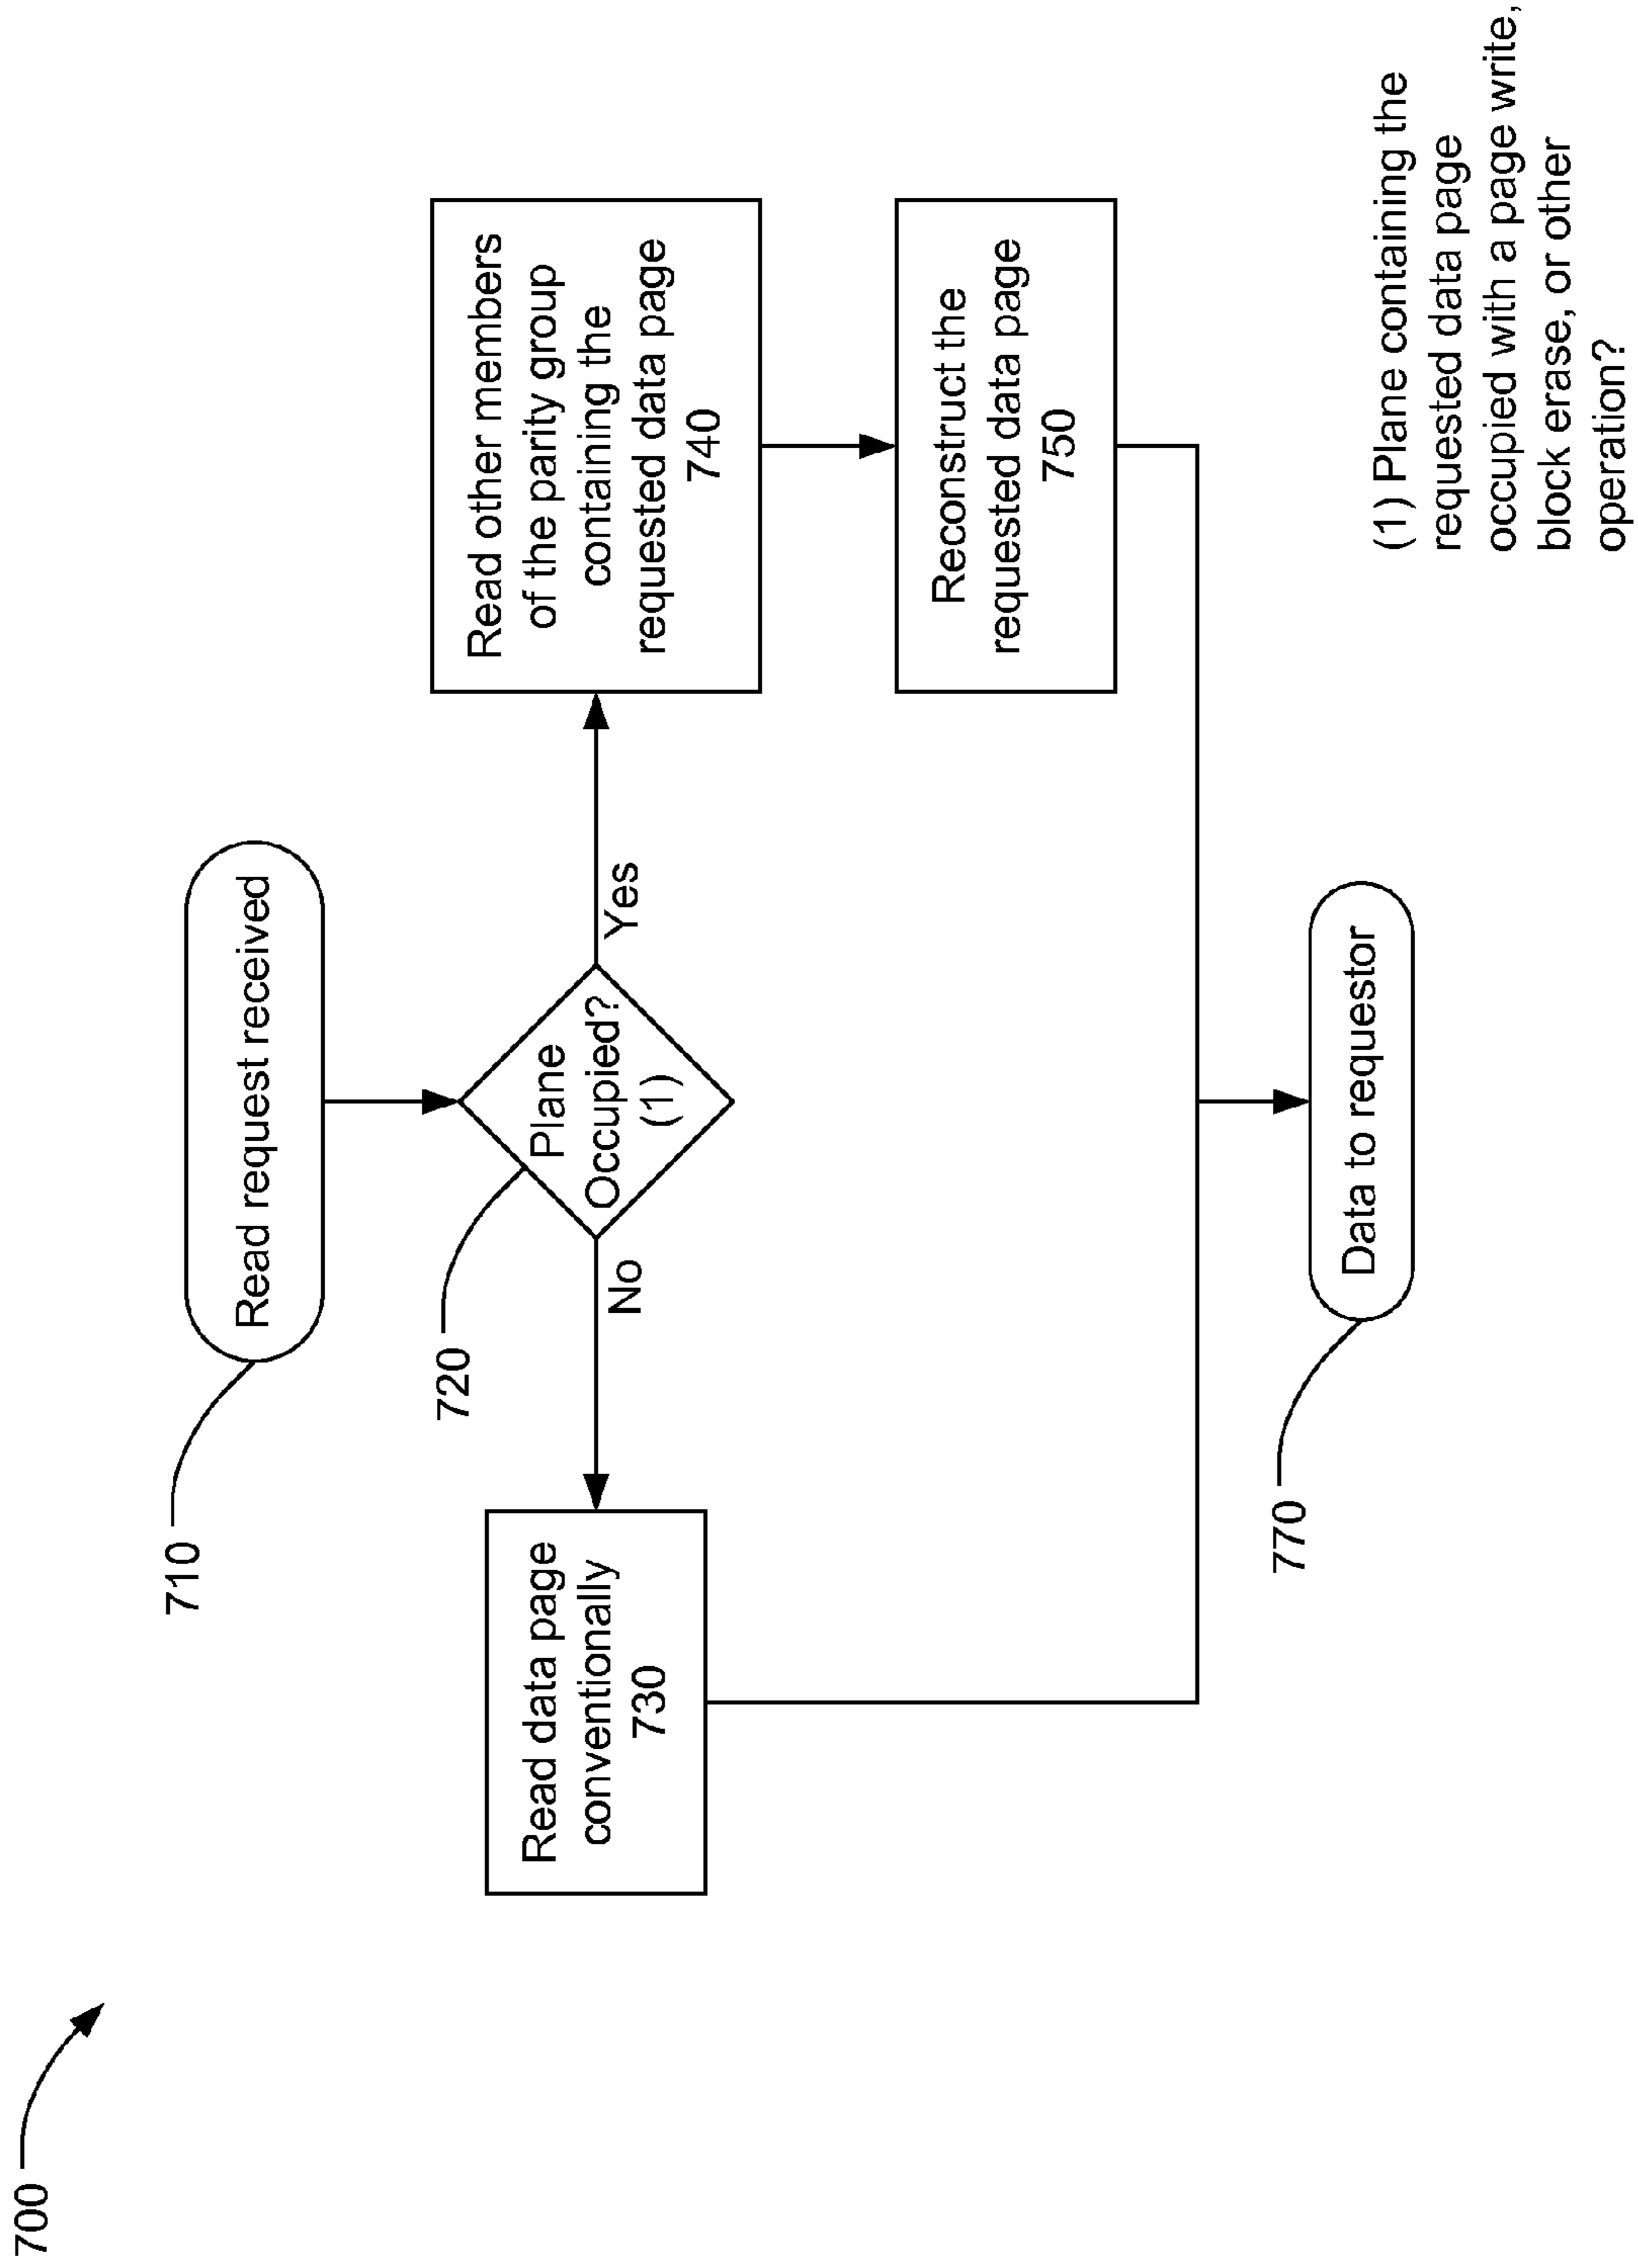 700
710
Read request received
720
Plane
Occupied?
(1)
No
Yes
Read data page
conventionally
730
Read other members
of the parity group
containing the
requested data page
740
Reconstruct the
requested data page
750
770
Data to requestor
(1) Plane containing the
requested data page
occupied with a page write,
block erase, or other
operation?